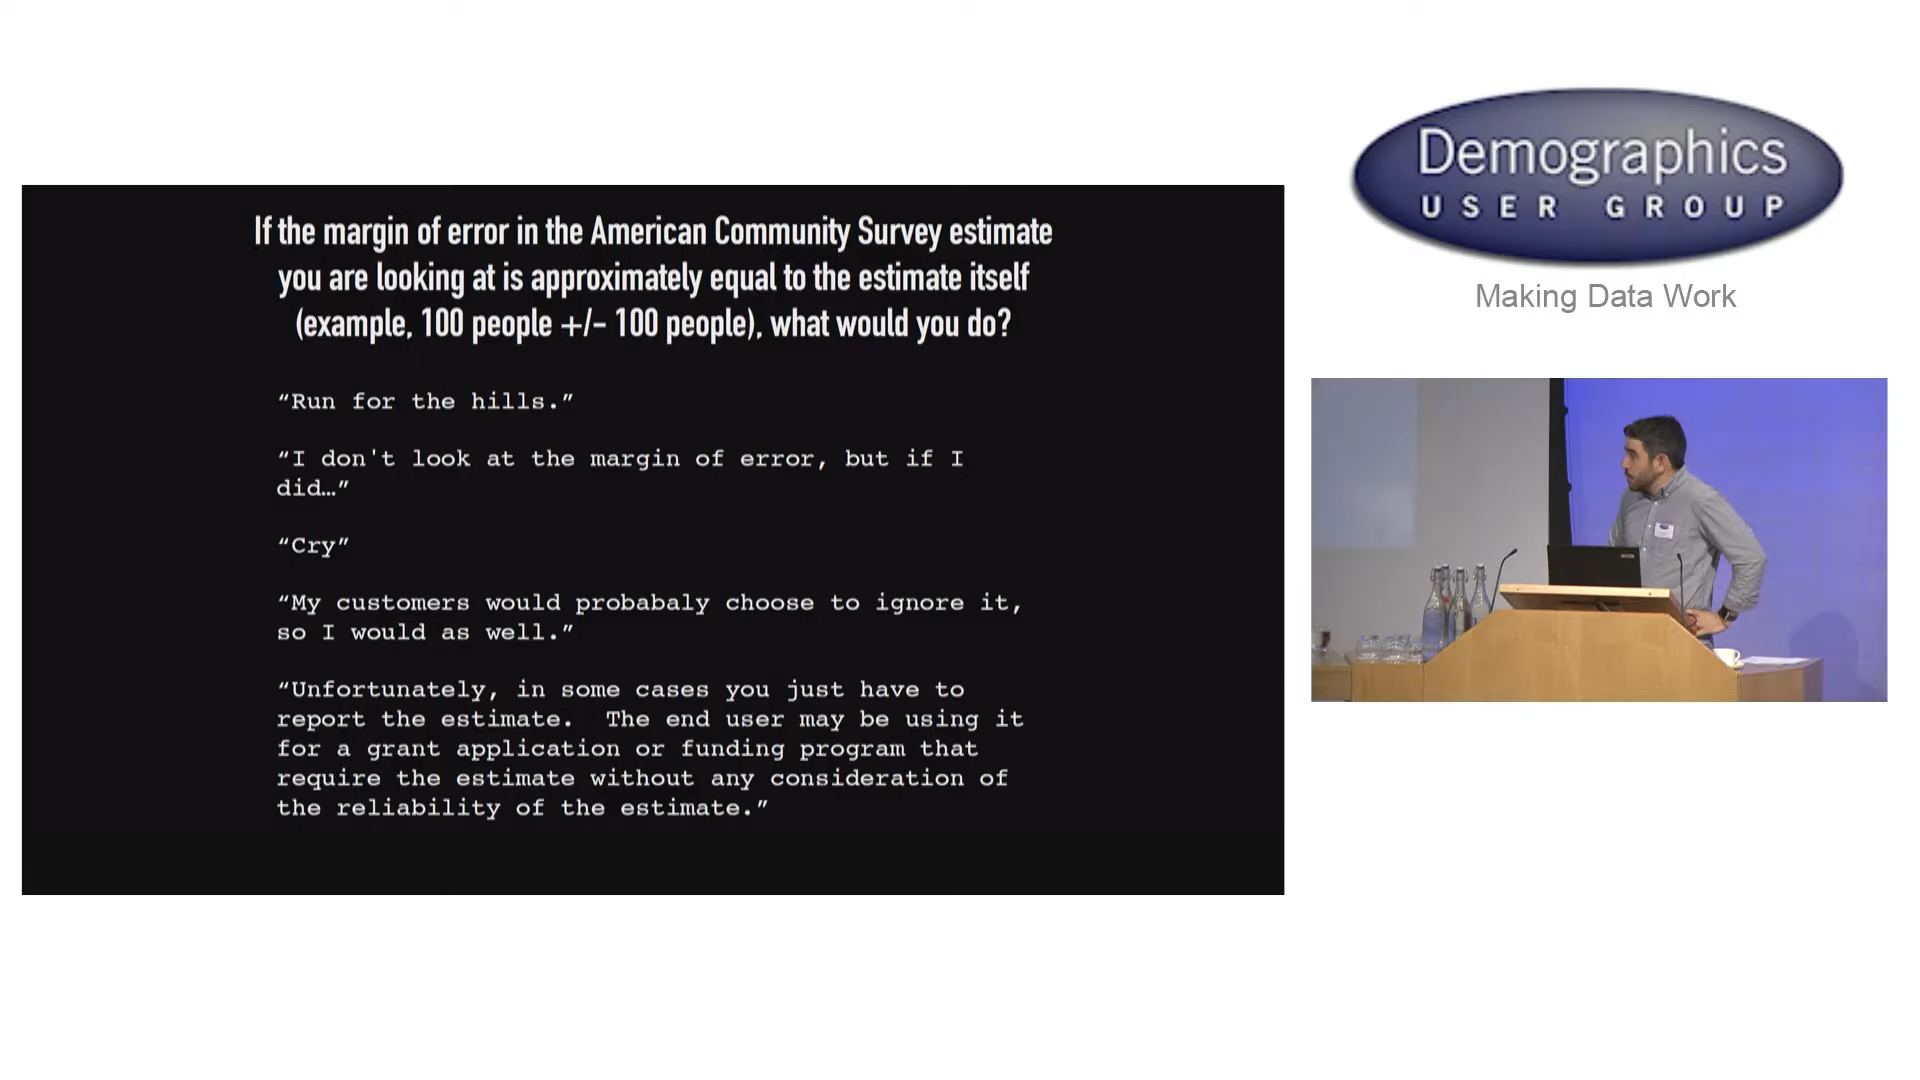 If the margin of error in the American Community Survey estimate
you are looking at is approximately equal to the estimate itself
(example, 100 people +/- 100 people), what would you do?
“Run for the hills.”
“I don't look at the margin of error, but if I
did…”
“Cry”
“My customers would probabaly choose to ignore it,
so I would as well.”
“Unfortunately, in some cases you just have to
report the estimate.  The end user may be using it
for a grant application or funding program that
require the estimate without any consideration of
the reliability of the estimate.”
Demographics
USER GROUP
Making Data Work